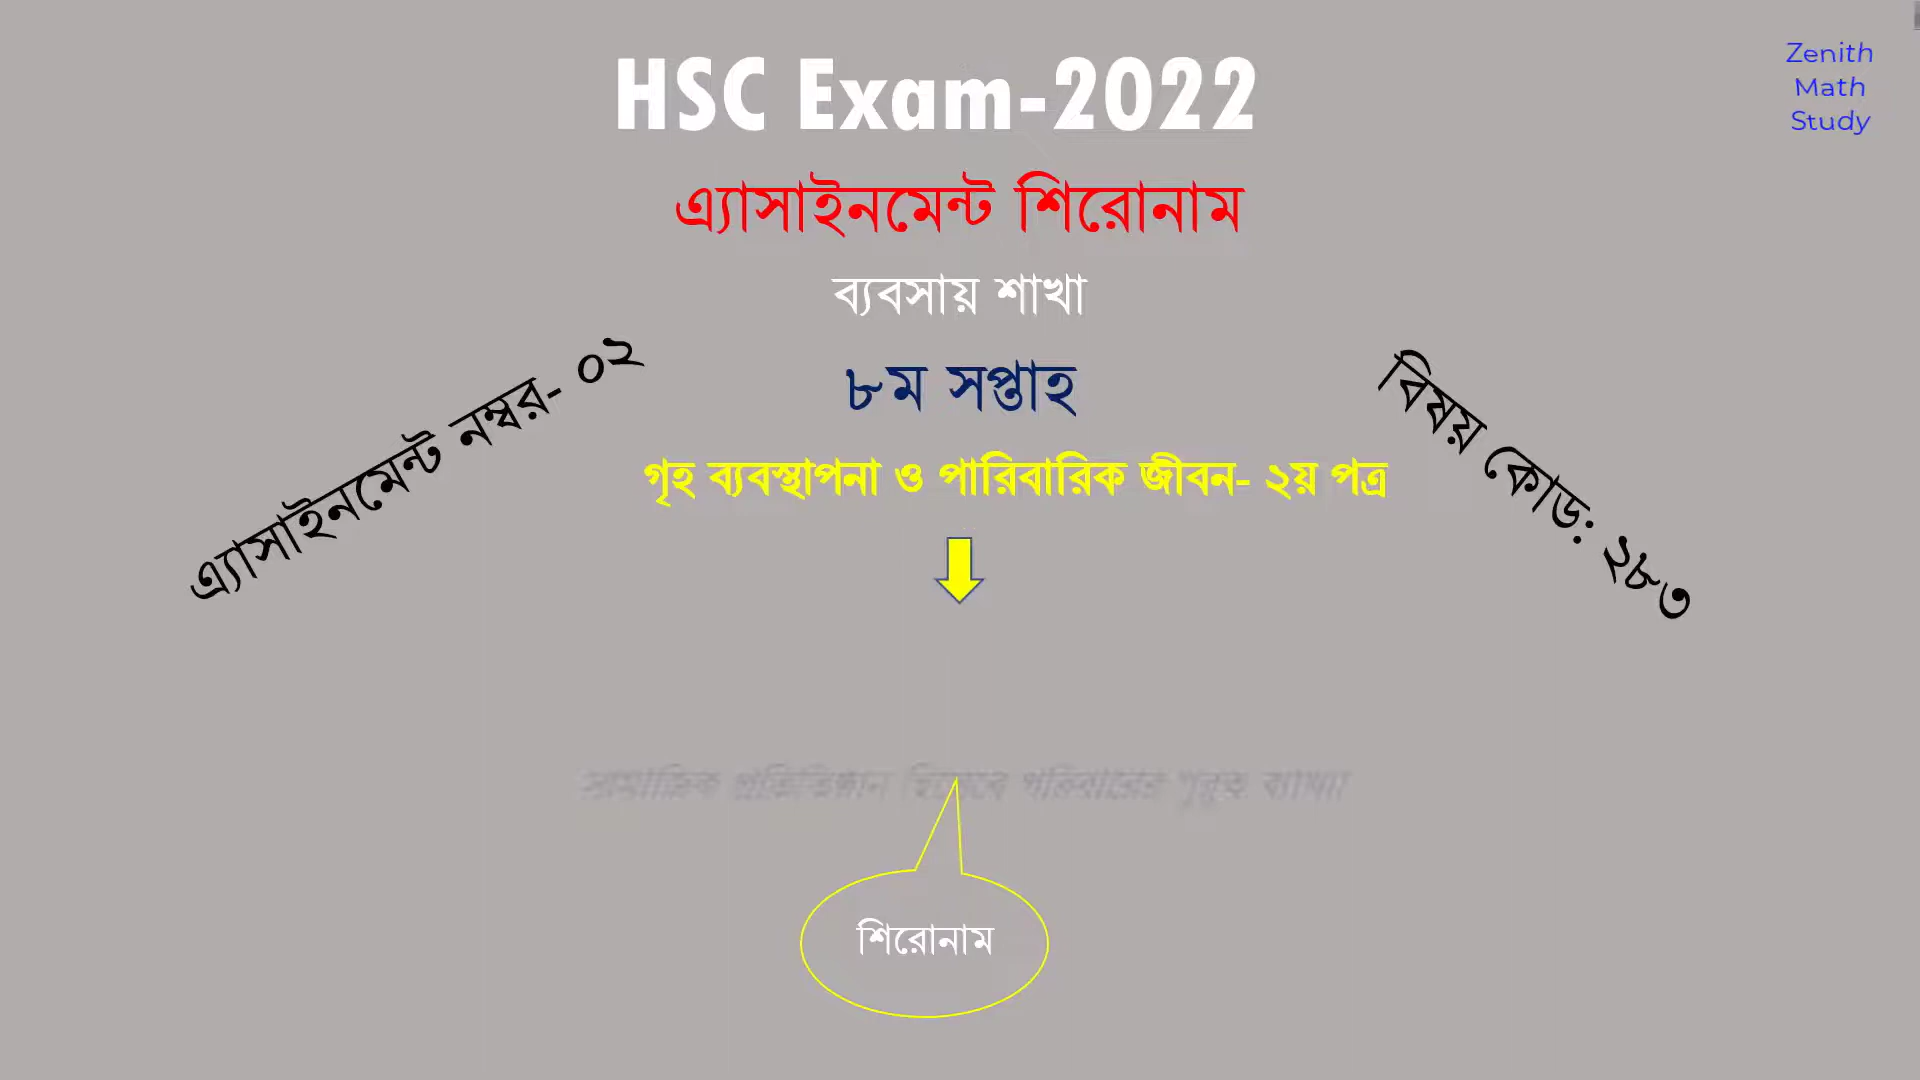 HSC Exam-2022
Zenith
Math
Study
এ্যাসাইনমেন্ট শিরোনাম
ব্যবসায় শাখা
৮ম সপ্তাহ
এ্যাসাইনমেন্ট নম্বর- ০২
বিষয় কোড: ২৮৩
গৃহ ব্যবস্থাপনা ও পারিবারিক জীবন- ২য় পত্র
সামাজিক হিসেবে পরিবারের
শিরোনাম